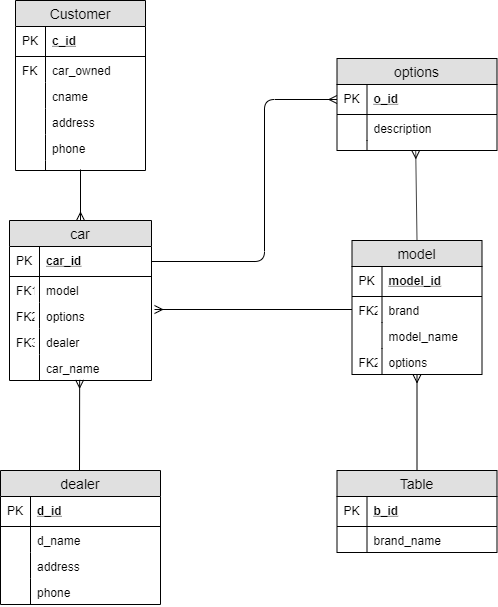 Customer
PK c_id
FK car_owned
cname
address
phone
options
PK o_id
description
car
PK car_id
FK1 model
FK2 options
FK3 dealer
car_name
model
PK model_id
FK2 brand
model_name
FK2 options
dealer
PK d_id
d_name
address
phone
Table
PK b_id
brand_name